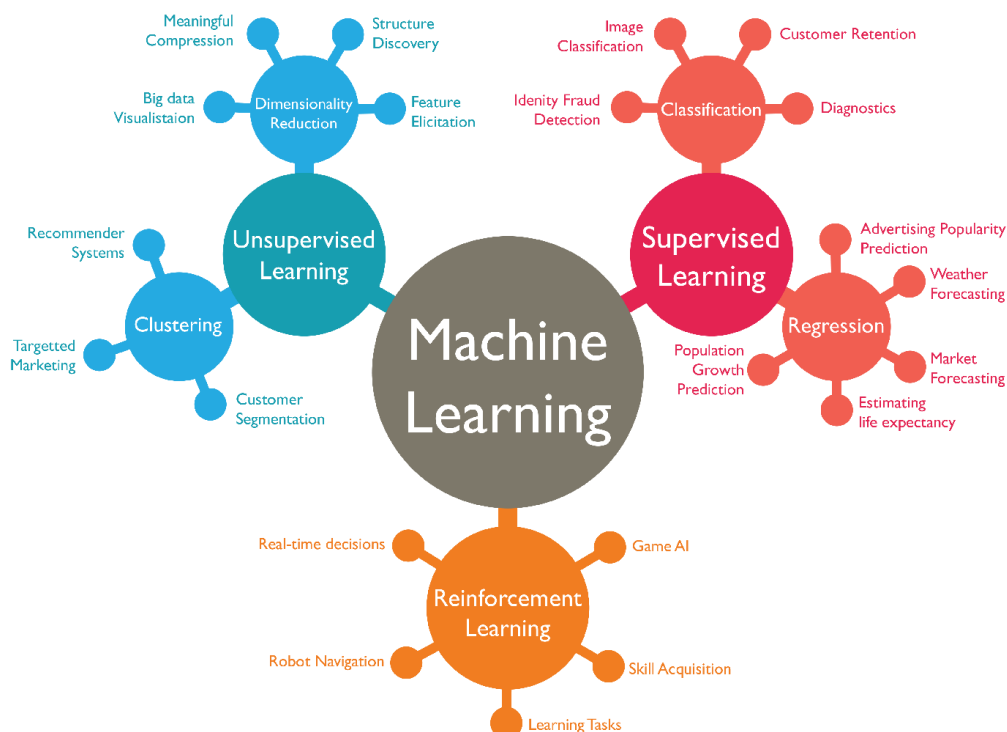 Meaningful
Compression
Structure
Discovery
Big data
Visualistaion
Dimensionality
Reduction
Feature
Elicitation
Image
Classification
Customer Retention
Idenity Fraud
Detection
Classification
Diagnostics
Unsupervised
Learning
Recommender
Systems
Clustering
Targetted
Marketing
Customer
Segmentation
Supervised
Learning
Advertising Popularity
Prediction
Weather
Forecasting
Regression
Population
Growth
Prediction
Market
Forecasting
Estimating
life expectancy
Machine
Learning
Real-time decisions
Game AI
Reinforcement
Learning
Robot Navigation
Skill Acquisition
Learning Tasks